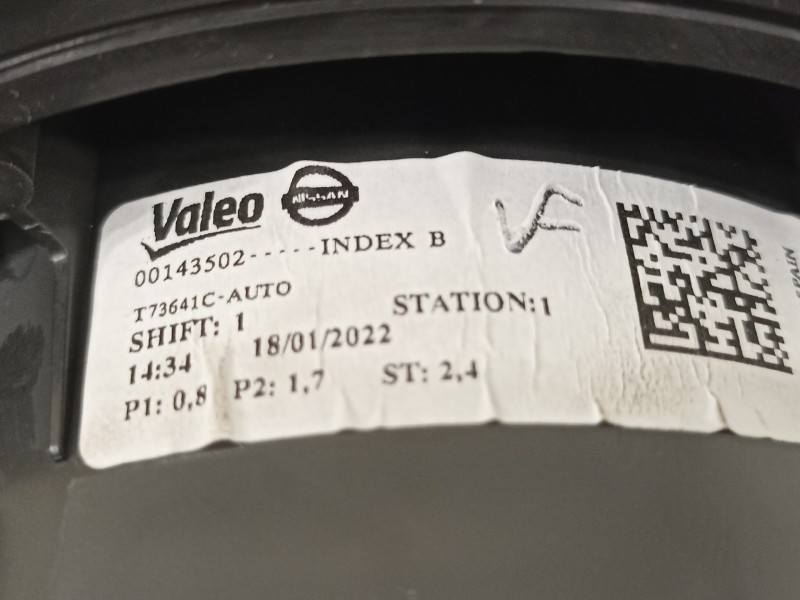 Valeo NISSAN
00143502-----INDEX B
T73641C-AUTO
SHIFT: 1 STATION:1
14:34 18/01/2022
P1: 0,8 P2: 1,7 ST: 2,4
SPAIN